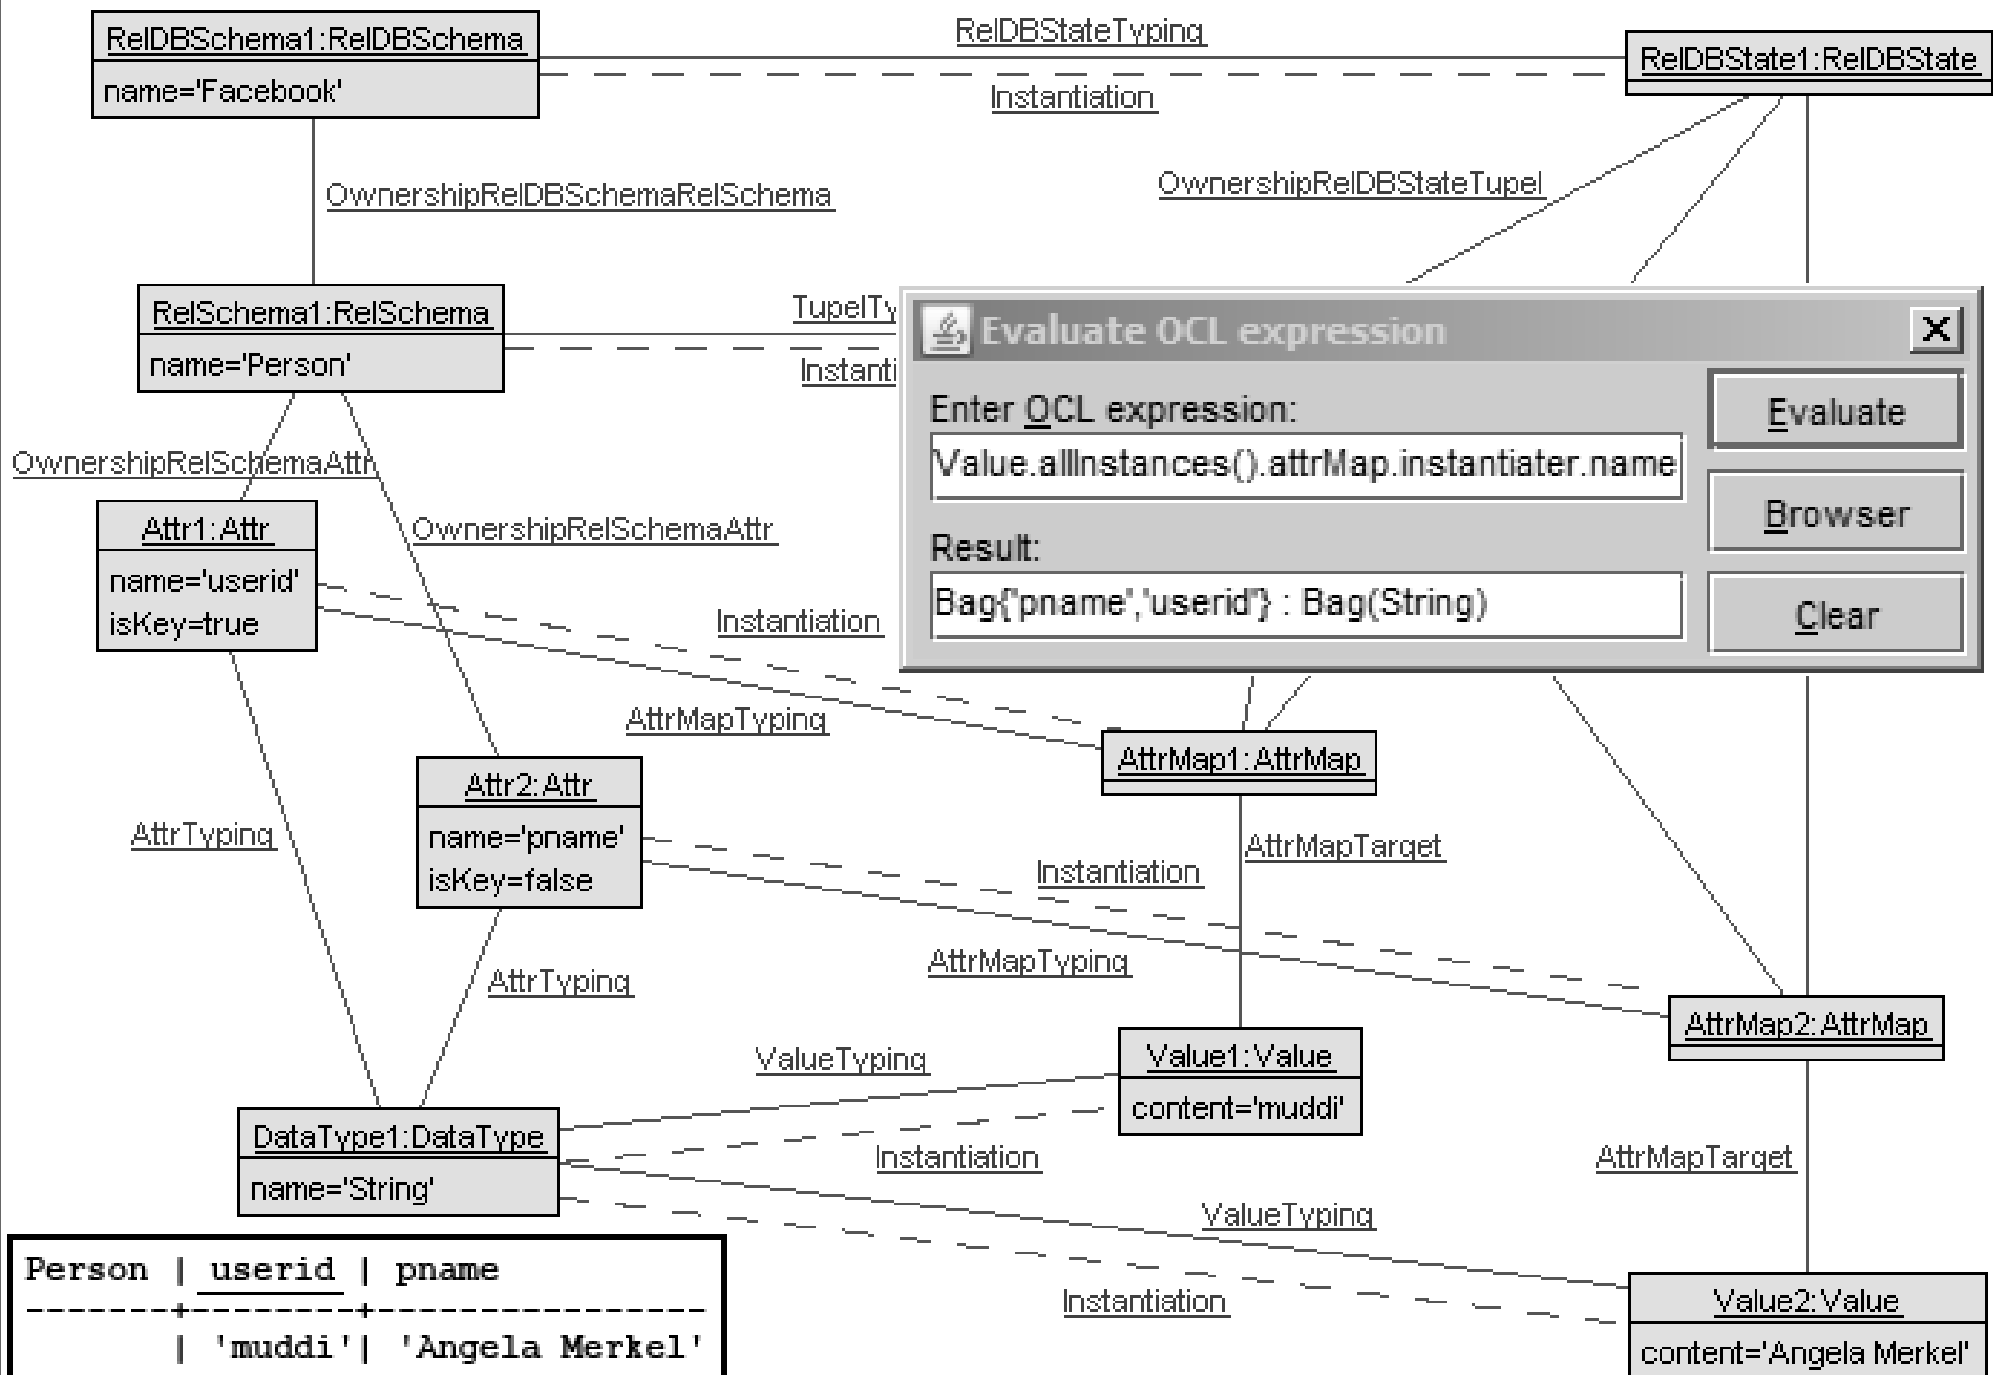 RelDBSchema1:RelDBSchema
name='Facebook'
RelDBStateTyping
Instantiation
RelDBState1:RelDBState
OwnershipRelDBSchemaRelSchema
OwnershipRelDBStateTupel
RelSchema1:RelSchema
name='Person'
TupelTy
Instanti
Evaluate OCL expression
Enter OCL expression:
Value.allInstances().attrMap.instantiater.name
Result:
Bag{'pname','userid'} : Bag(String)
Evaluate
Browser
Clear
OwnershipRelSchemaAttr
Attr1:Attr
name='userid'
isKey=true
OwnershipRelSchemaAttr
Instantiation
AttrMapTyping
AttrMap1:AttrMap
Attr2:Attr
name='pname'
isKey=false
AttrTyping
AttrMapTarget
Instantiation
AttrMapTyping
AttrTyping
AttrMap2:AttrMap
ValueTyping
Value1:Value
content='muddi'
DataType1:DataType
name='String'
Instantiation
AttrMapTarget
ValueTyping
Instantiation
Value2:Value
content='Angela Merkel'
Person | userid | pname
-------+--------+-----------------
| 'muddi'| 'Angela Merkel'